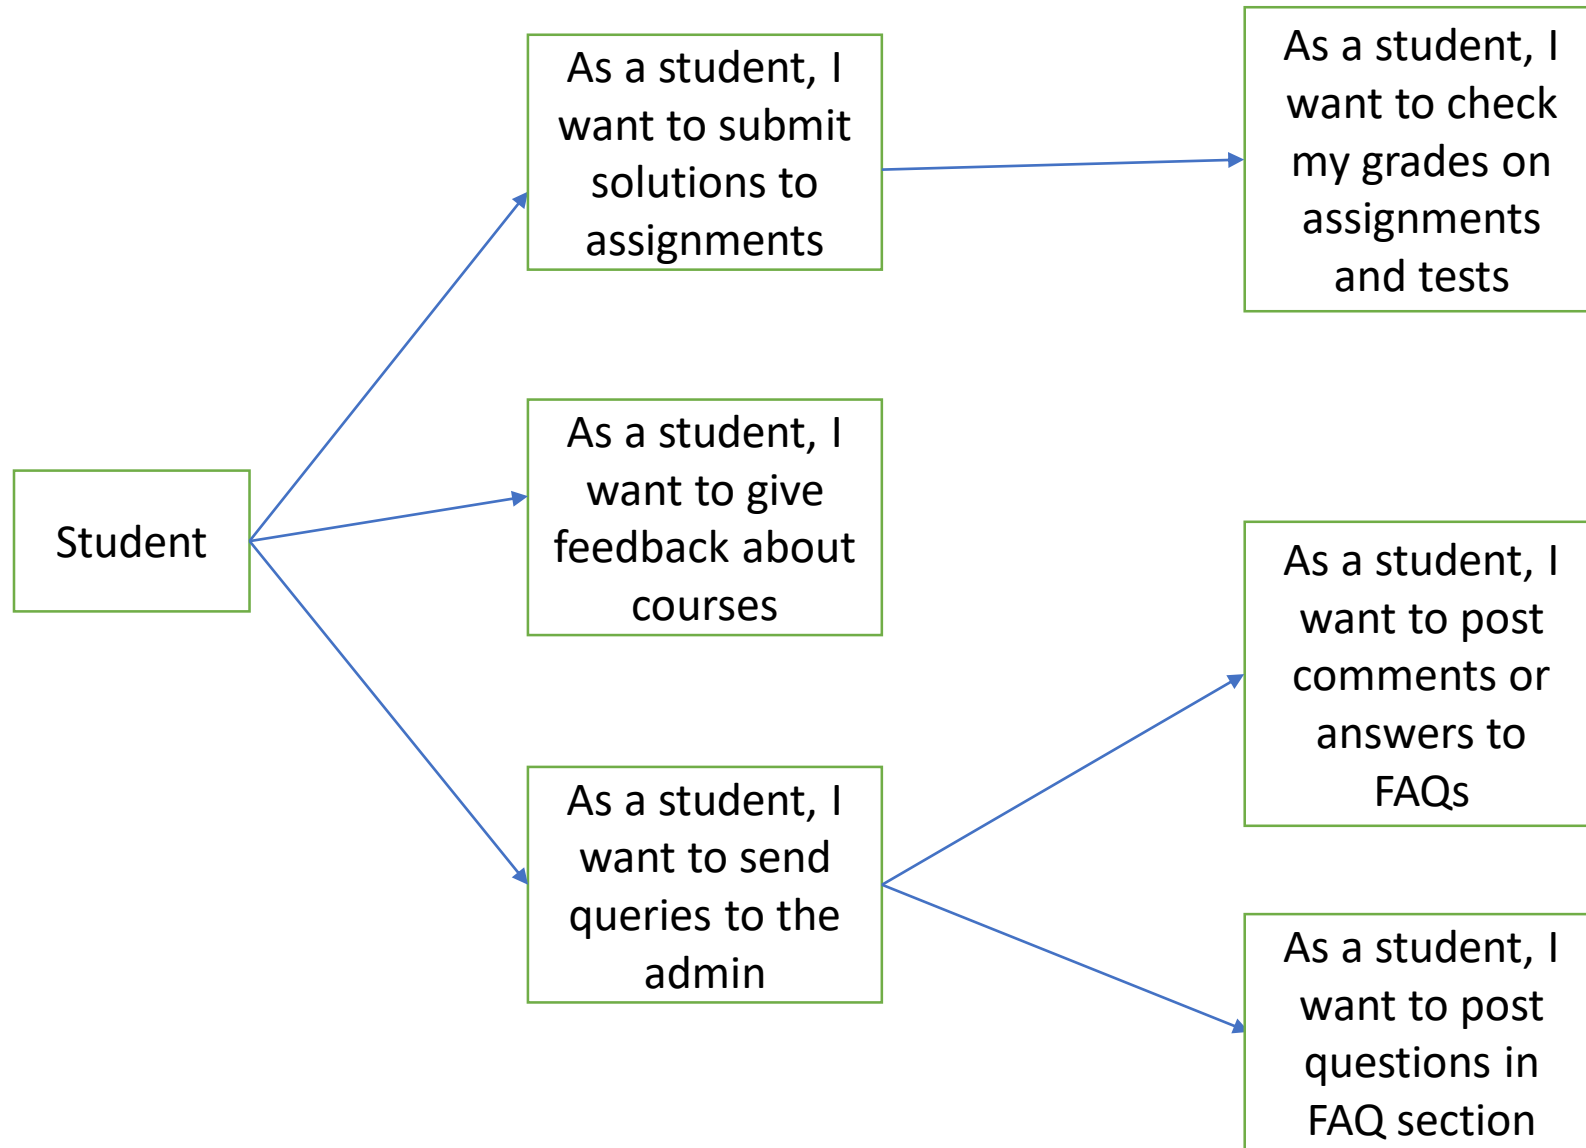 Student
As a student, I
want to submit
solutions to
assignments
As a student, I
want to give
feedback about
courses
As a student, I
want to send
queries to the
admin
As a student, I
want to check
my grades on
assignments
and tests
As a student, I
want to post
comments or
answers to
FAQs
As a student, I
want to post
questions in
FAQ section